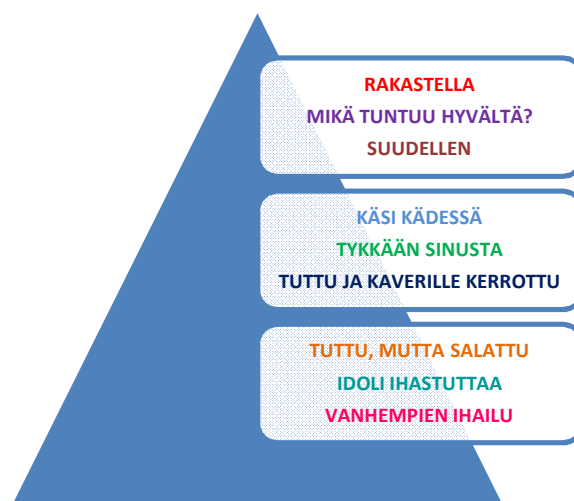 RAKASTELLA
MIKÄ TUNTUU HYVÄLTÄ?
SUUDELLEN
KÄSI KÄDESSÄ
TYKKÄÄN SINUSTA
TUTTU JA KAVERILLE KERROTTU
TUTTU, MUTTA SALATTU
IDOLI IHASTUTTAA
VANHEMPIEN IHAILU